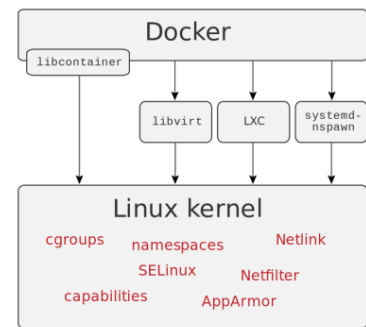 Docker
libcontainer
libvirt
LXC
systemd-
nspawn
Linux kernel
cgroups
namespaces
Netlink
SELinux
Netfilter
capabilities
AppArmor